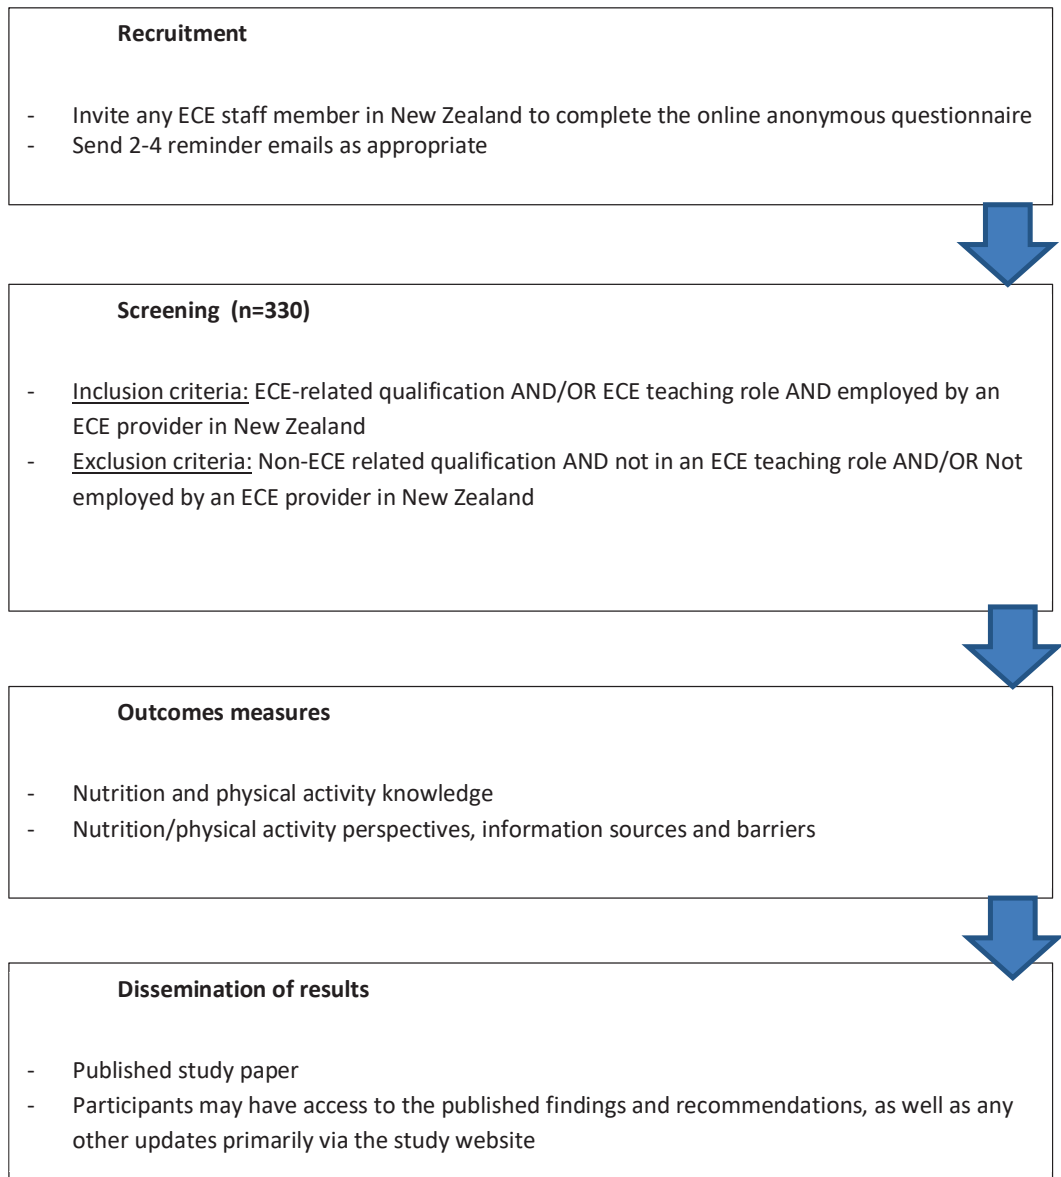 Recruitment
- Invite any ECE staff member in New Zealand to complete the online anonymous questionnaire
- Send 2-4 reminder emails as appropriate
Screening (n=330)
- Inclusion criteria: ECE-related qualification AND/OR ECE teaching role AND employed by an
ECE provider in New Zealand
- Exclusion criteria: Non-ECE related qualification AND not in an ECE teaching role AND/OR Not
employed by an ECE provider in New Zealand
Outcomes measures
- Nutrition and physical activity knowledge
- Nutrition/physical activity perspectives, information sources and barriers
Dissemination of results
- Published study paper
- Participants may have access to the published findings and recommendations, as well as any
other updates primarily via the study website